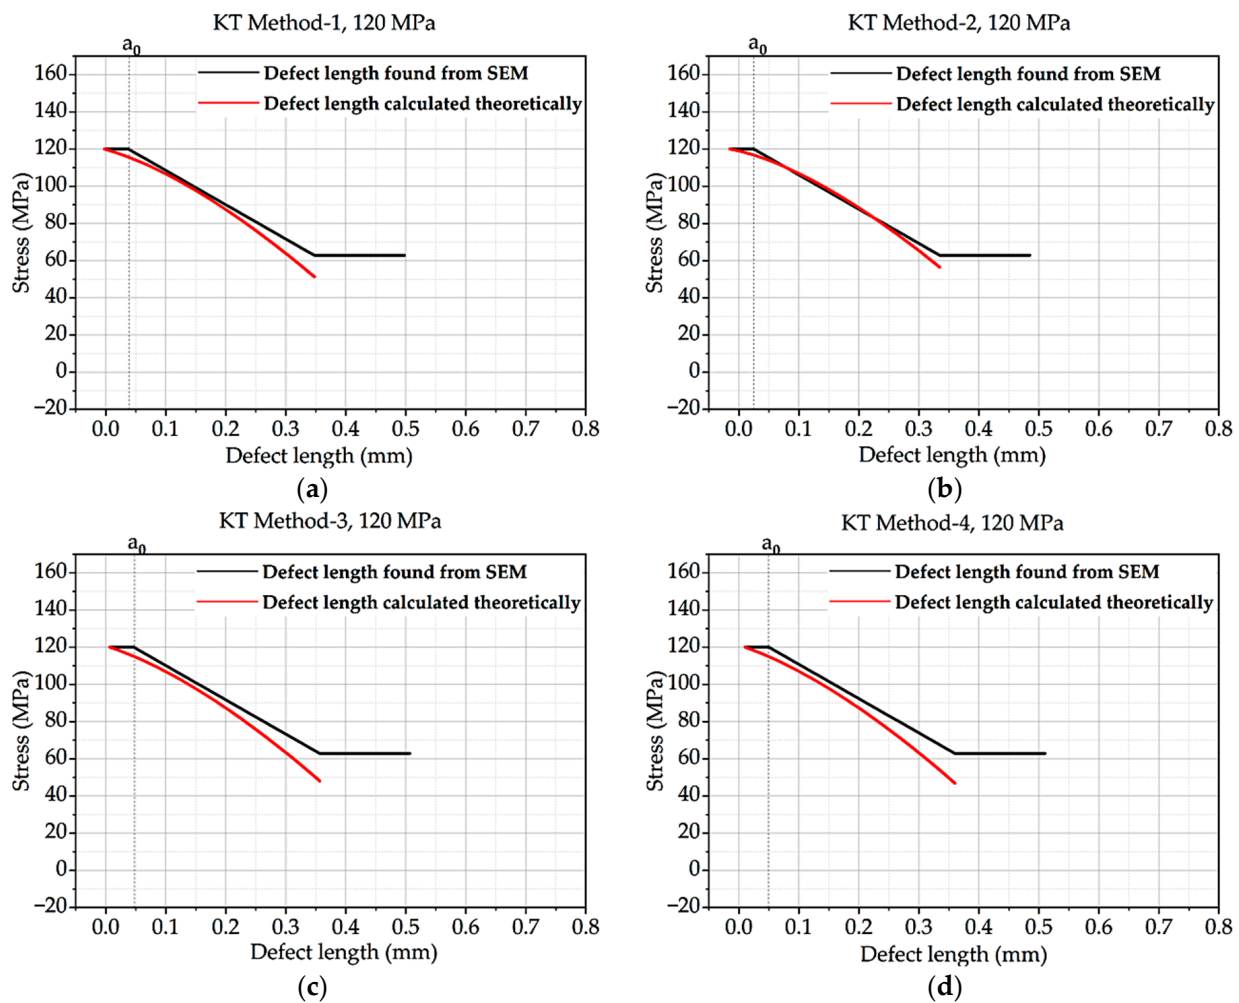 KT Method-1, 120 MPa
a0
Defect length found from SEM
Defect length calculated theoretically
Stress (MPa)
160
140
120
100
80
60
40
20
0
−20
0.0 0.1 0.2 0.3 0.4 0.5 0.6 0.7 0.8
Defect length (mm)
(a)
KT Method-2, 120 MPa
a0
Defect length found from SEM
Defect length calculated theoretically
Stress (MPa)
160
140
120
100
80
60
40
20
0
−20
0.0 0.1 0.2 0.3 0.4 0.5 0.6 0.7 0.8
Defect length (mm)
(b)
KT Method-3, 120 MPa
a0
Defect length found from SEM
Defect length calculated theoretically
Stress (MPa)
160
140
120
100
80
60
40
20
0
−20
0.0 0.1 0.2 0.3 0.4 0.5 0.6 0.7 0.8
Defect length (mm)
(c)
KT Method-4, 120 MPa
a0
Defect length found from SEM
Defect length calculated theoretically
Stress (MPa)
160
140
120
100
80
60
40
20
0
−20
0.0 0.1 0.2 0.3 0.4 0.5 0.6 0.7 0.8
Defect length (mm)
(d)